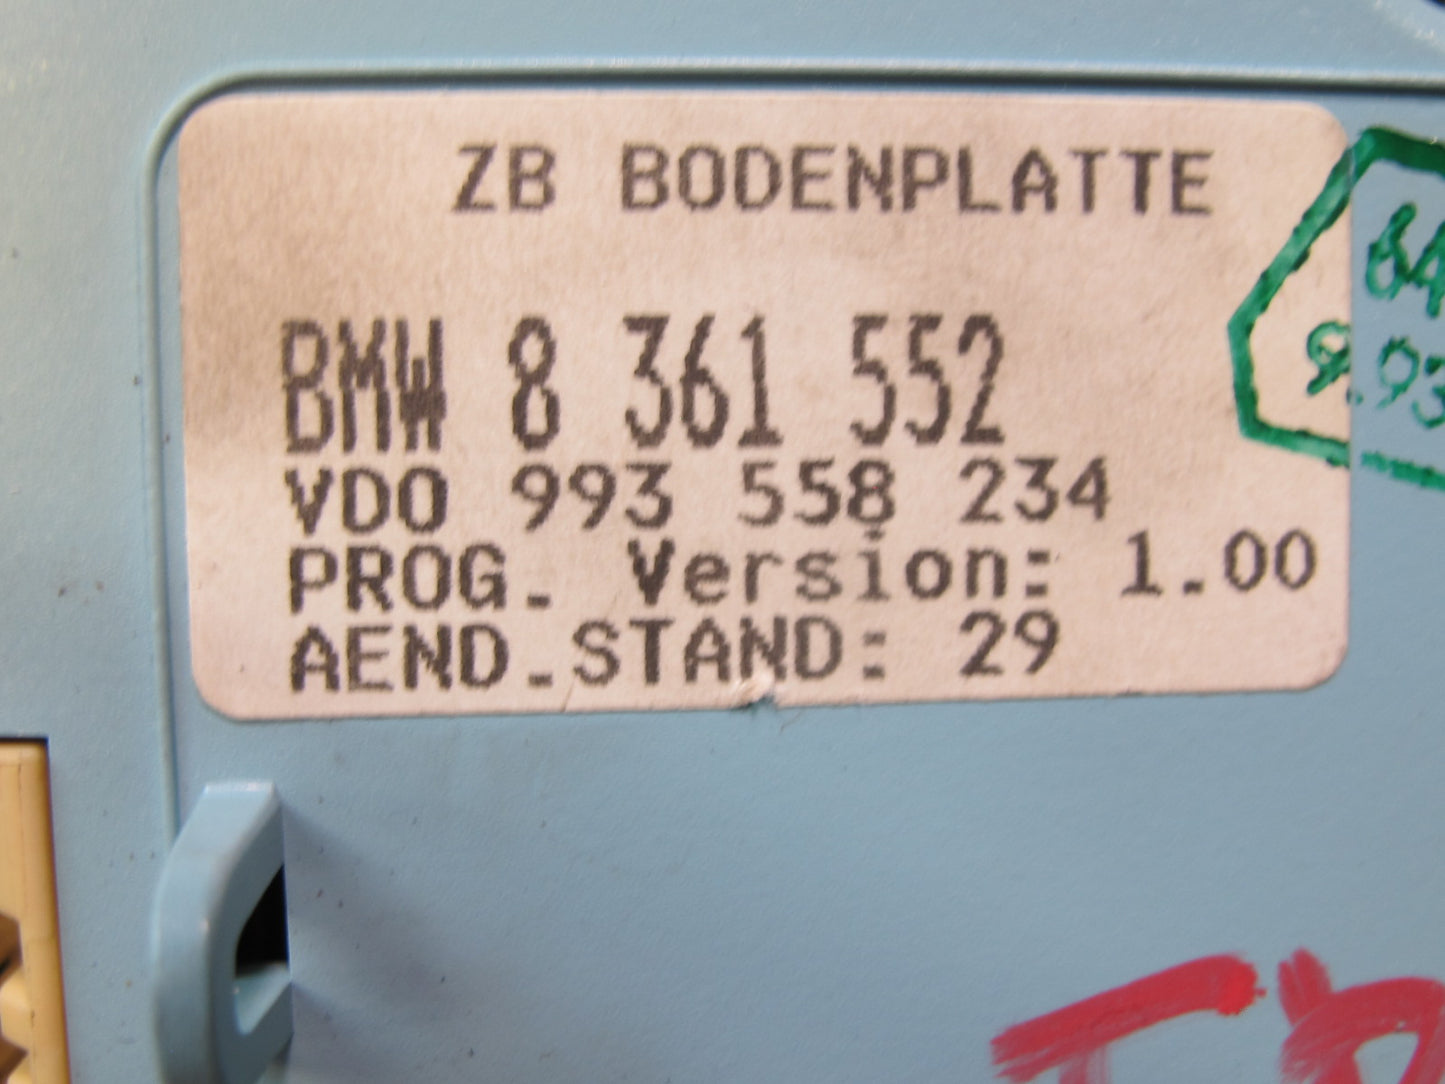 ZB BODENPLATTE
BMW 8 361 552
VDO 993 558 234
PROG. Version: 1.00
AEND.STAND: 29